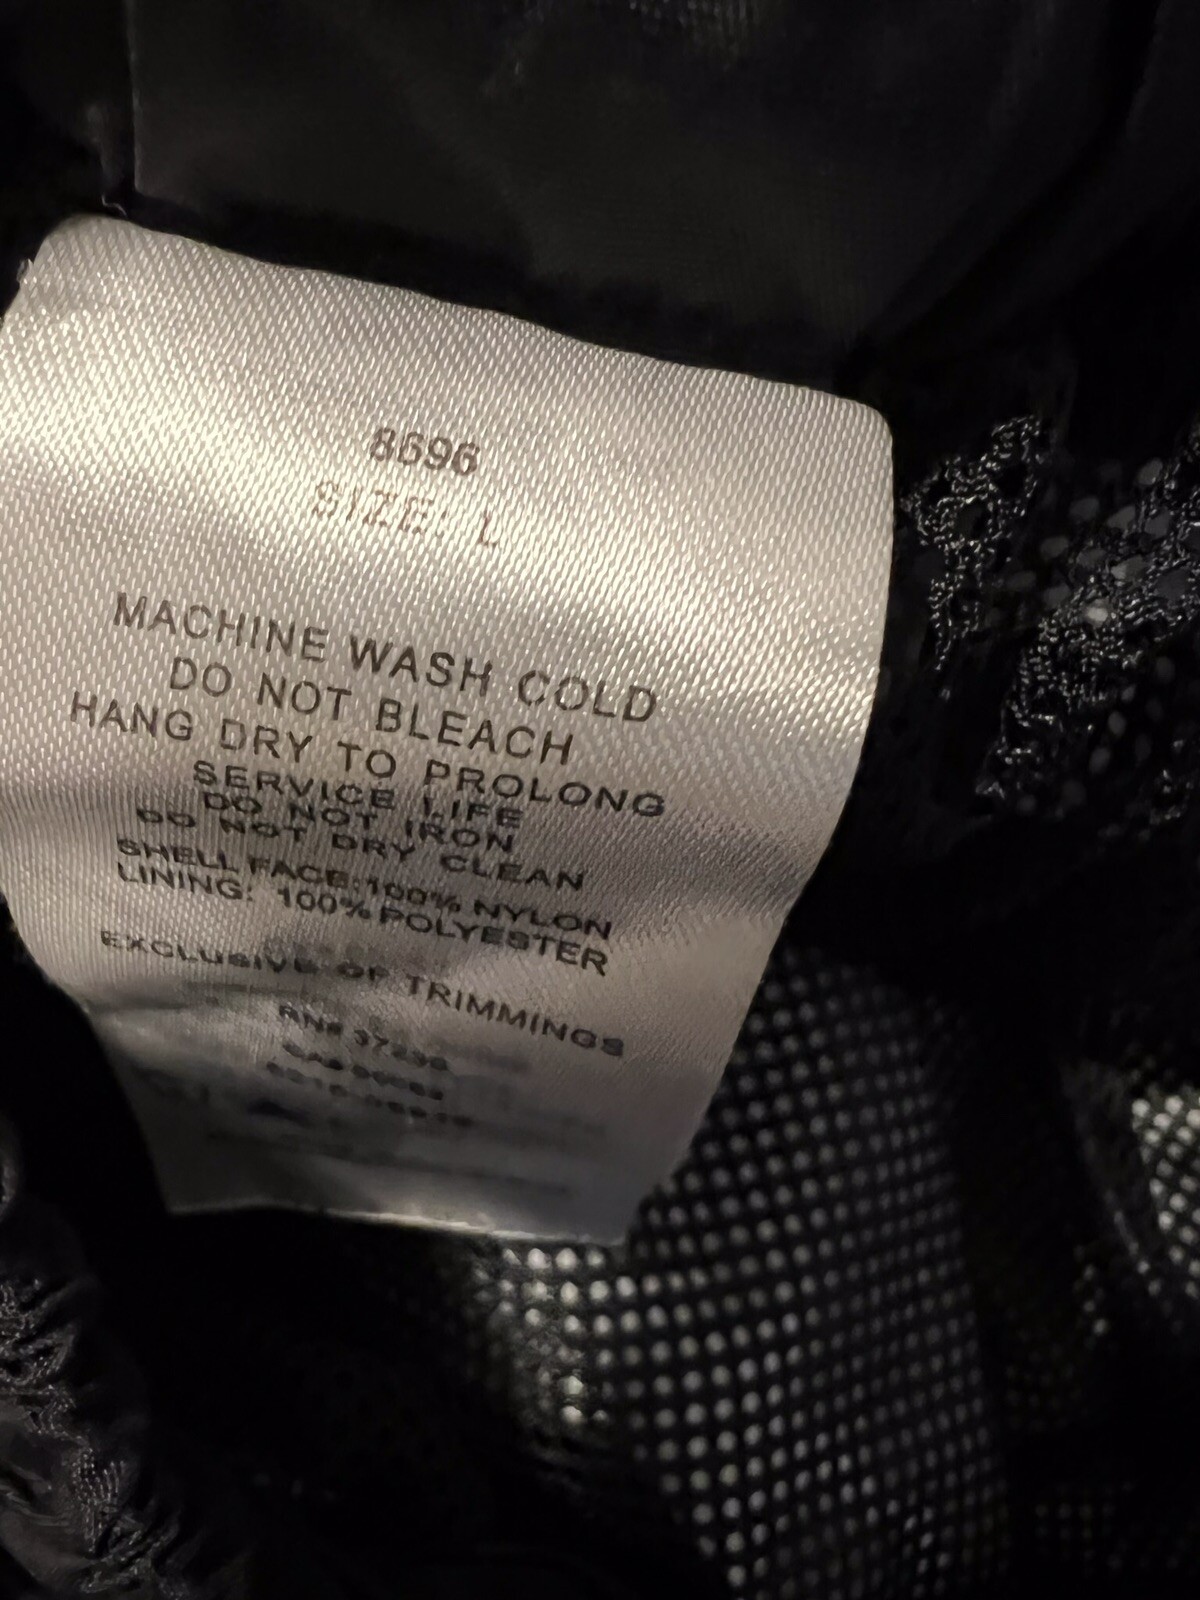 8696
SIZE: L
MACHINE WASH COLD
DO NOT BLEACH
HANG DRY TO PROLONG
SERVICE LIFE
DO NOT IRON
DO NOT DRY CLEAN
SHELL FACE:100% NYLON
LINING: 100% POLYESTER
EXCLUSIVE OF TRIMMINGS
RN#